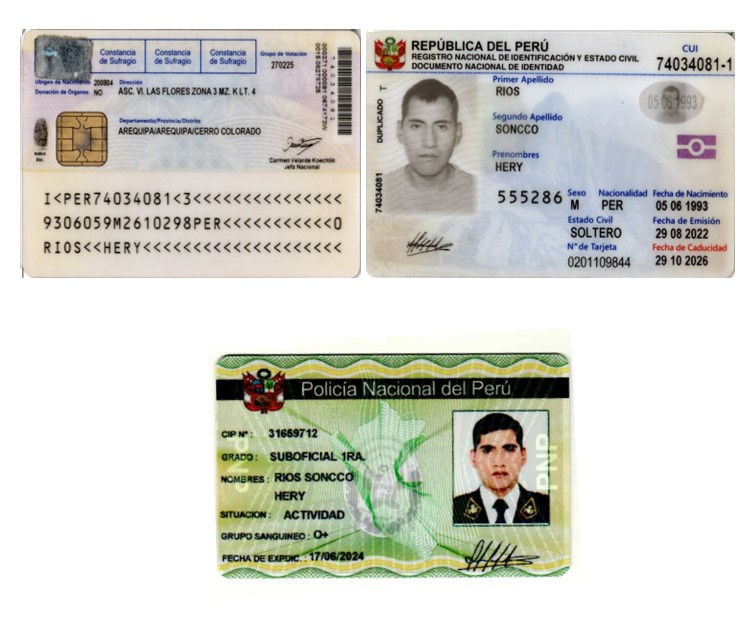 Constancia de Sufragio
Constancia de Sufragio
Constancia de Sufragio
Grupo de Votación
270225
Ubigeo de Nacimiento 200804
Donación de Órganos NO
Dirección
ASC. VI. LAS FLORES ZONA 3 MZ. K LT. 4
Departamento/Provincia/Distrito
AREQUIPA/AREQUIPA/CERRO COLORADO
Carmen Velarde Koechlin
Jefa Nacional
I<PER74034081<3<<<<<<<<<<<<<<<
9306059M2610298PER<<<<<<<<<<<0
RIOS<<HERY<<<<<<<<<<<<<<<<<<<<
REPÚBLICA DEL PERÚ
REGISTRO NACIONAL DE IDENTIFICACIÓN Y ESTADO CIVIL
DOCUMENTO NACIONAL DE IDENTIDAD
CUI
74034081-1
Primer Apellido
RIOS
05 06 1993
Segundo Apellido
SONCCO
Prenombres
HERY
DUPLICADO T
74034081
555286
Sexo
M
Nacionalidad
PER
Fecha de Nacimiento
05 06 1993
Estado Civil
SOLTERO
Fecha de Emisión
29 08 2022
N° de Tarjeta
0201109844
Fecha de Caducidad
29 10 2026
Policía Nacional del Perú
CIP N° : 31659712
GRADO : SUBOFICIAL 1RA.
NOMBRES : RIOS SONCCO
HERY
SITUACION : ACTIVIDAD
GRUPO SANGUINEO : O+
FECHA DE EXPDIC. : 17/06/2024
PNP
PNP